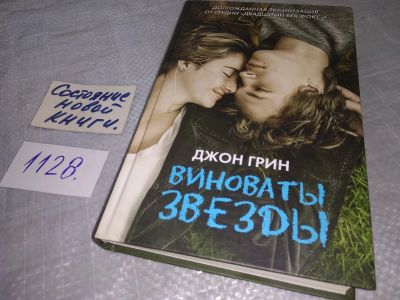 ДОЛГОЖДАННАЯ ЭКРАНИЗАЦИЯ
ОТ СТУДИИ «ДВАДЦАТЫЙ ВЕК ФОКС»!
Состояние
новой
книги.
1128.
ДЖОН ГРИН
ВИНОВАТЫ
ЗВЕЗДЫ